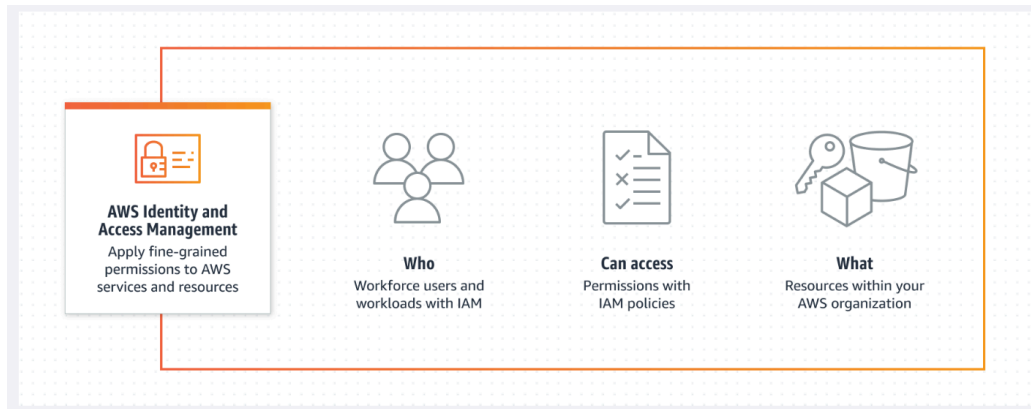 AWS Identity and
Access Management
Apply fine-grained
permissions to AWS
services and resources
Who
Workforce users and
workloads with IAM
Can access
Permissions with
IAM policies
What
Resources within your
AWS organization